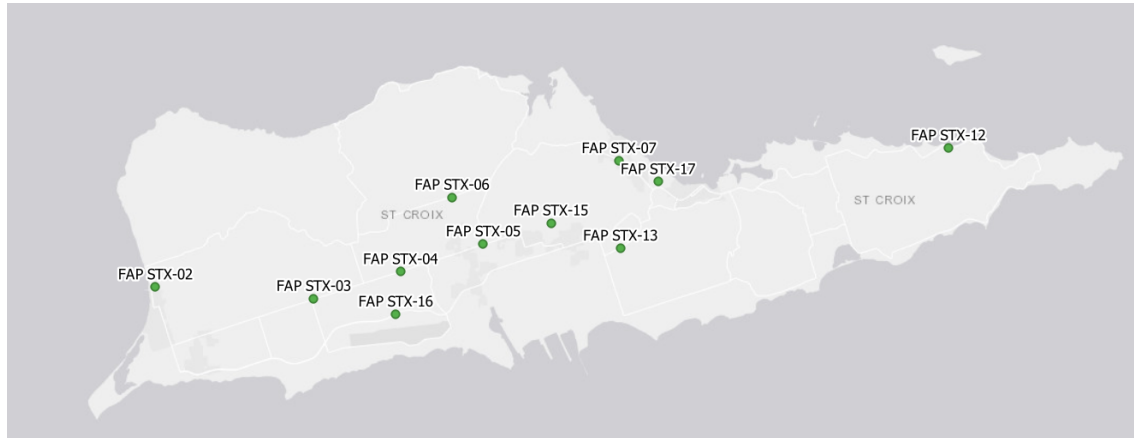 FAP STX-12
FAP STX-07
FAP STX-17
FAP STX-06
ST CROIX
ST CROIX
FAP STX-15
FAP STX-05
FAP STX-13
FAP STX-04
FAP STX-02
FAP STX-03
FAP STX-16